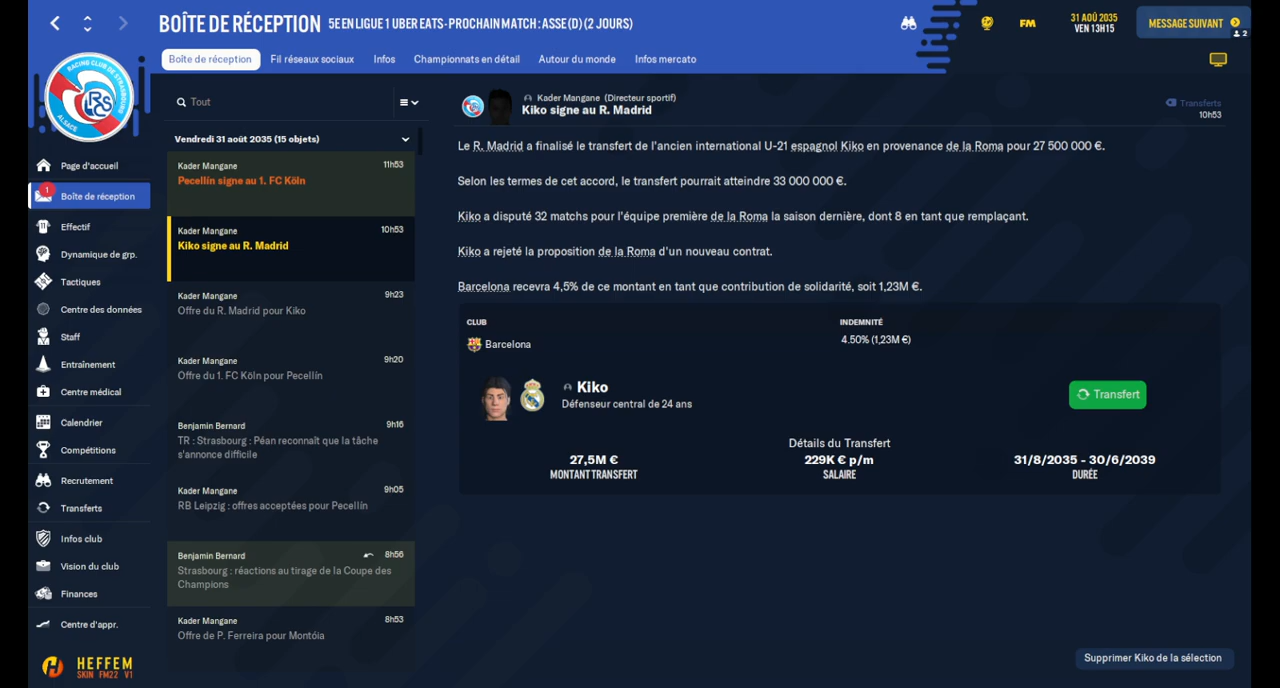 BOÎTE DE RÉCEPTION 5E EN LIGUE 1 UBER EATS - PROCHAIN MATCH : ASSE (D) (2 JOURS)
FM
31 AOÛ 2035
VEN 13H15
MESSAGE SUIVANT
2
Boîte de réception
Fil réseaux sociaux
Infos
Championnats en détail
Autour du monde
Infos mercato
RACING CLUB DE STRASBOURG
RCS
ALSACE
Page d'accueil
1
Boîte de réception
Effectif
Dynamique de grp.
Tactiques
Centre des données
Staff
Entraînement
Centre médical
Calendrier
Compétitions
Recrutement
Transferts
Infos club
Vision du club
Finances
Centre d'appr.
HEFFEM
SKIN FM22 V1
Tout
Vendredi 31 août 2035 (15 objets)
Kader Mangane 11h53
Pecellín signe au 1. FC Köln
Kader Mangane 10h53
Kiko signe au R. Madrid
Kader Mangane 9h23
Offre du R. Madrid pour Kiko
Kader Mangane 9h20
Offre du 1. FC Köln pour Pecellín
Benjamin Bernard 9h16
TR : Strasbourg : Péan reconnaît que la tâche
s'annonce difficile
Kader Mangane 9h05
RB Leipzig : offres acceptées pour Pecellín
Benjamin Bernard 8h56
Strasbourg : réactions au tirage de la Coupe des
Champions
Kader Mangane 8h53
Offre de P. Ferreira pour Montóia
Kader Mangane (Directeur sportif)
Kiko signe au R. Madrid
Transferts
10h53
Le R. Madrid a finalisé le transfert de l'ancien international U-21 espagnol Kiko en provenance de la Roma pour 27 500 000 €.
Selon les termes de cet accord, le transfert pourrait atteindre 33 000 000 €.
Kiko a disputé 32 matchs pour l'équipe première de la Roma la saison dernière, dont 8 en tant que remplaçant.
Kiko a rejeté la proposition de la Roma d'un nouveau contrat.
Barcelona recevra 4,5% de ce montant en tant que contribution de solidarité, soit 1,23M €.
CLUB INDEMNITÉ
Barcelona 4.50% (1,23M €)
Kiko
Défenseur central de 24 ans
Transfert
Détails du Transfert
27,5M € 229K € p/m 31/8/2035 - 30/6/2039
MONTANT TRANSFERT SALAIRE DURÉE
Supprimer Kiko de la sélection